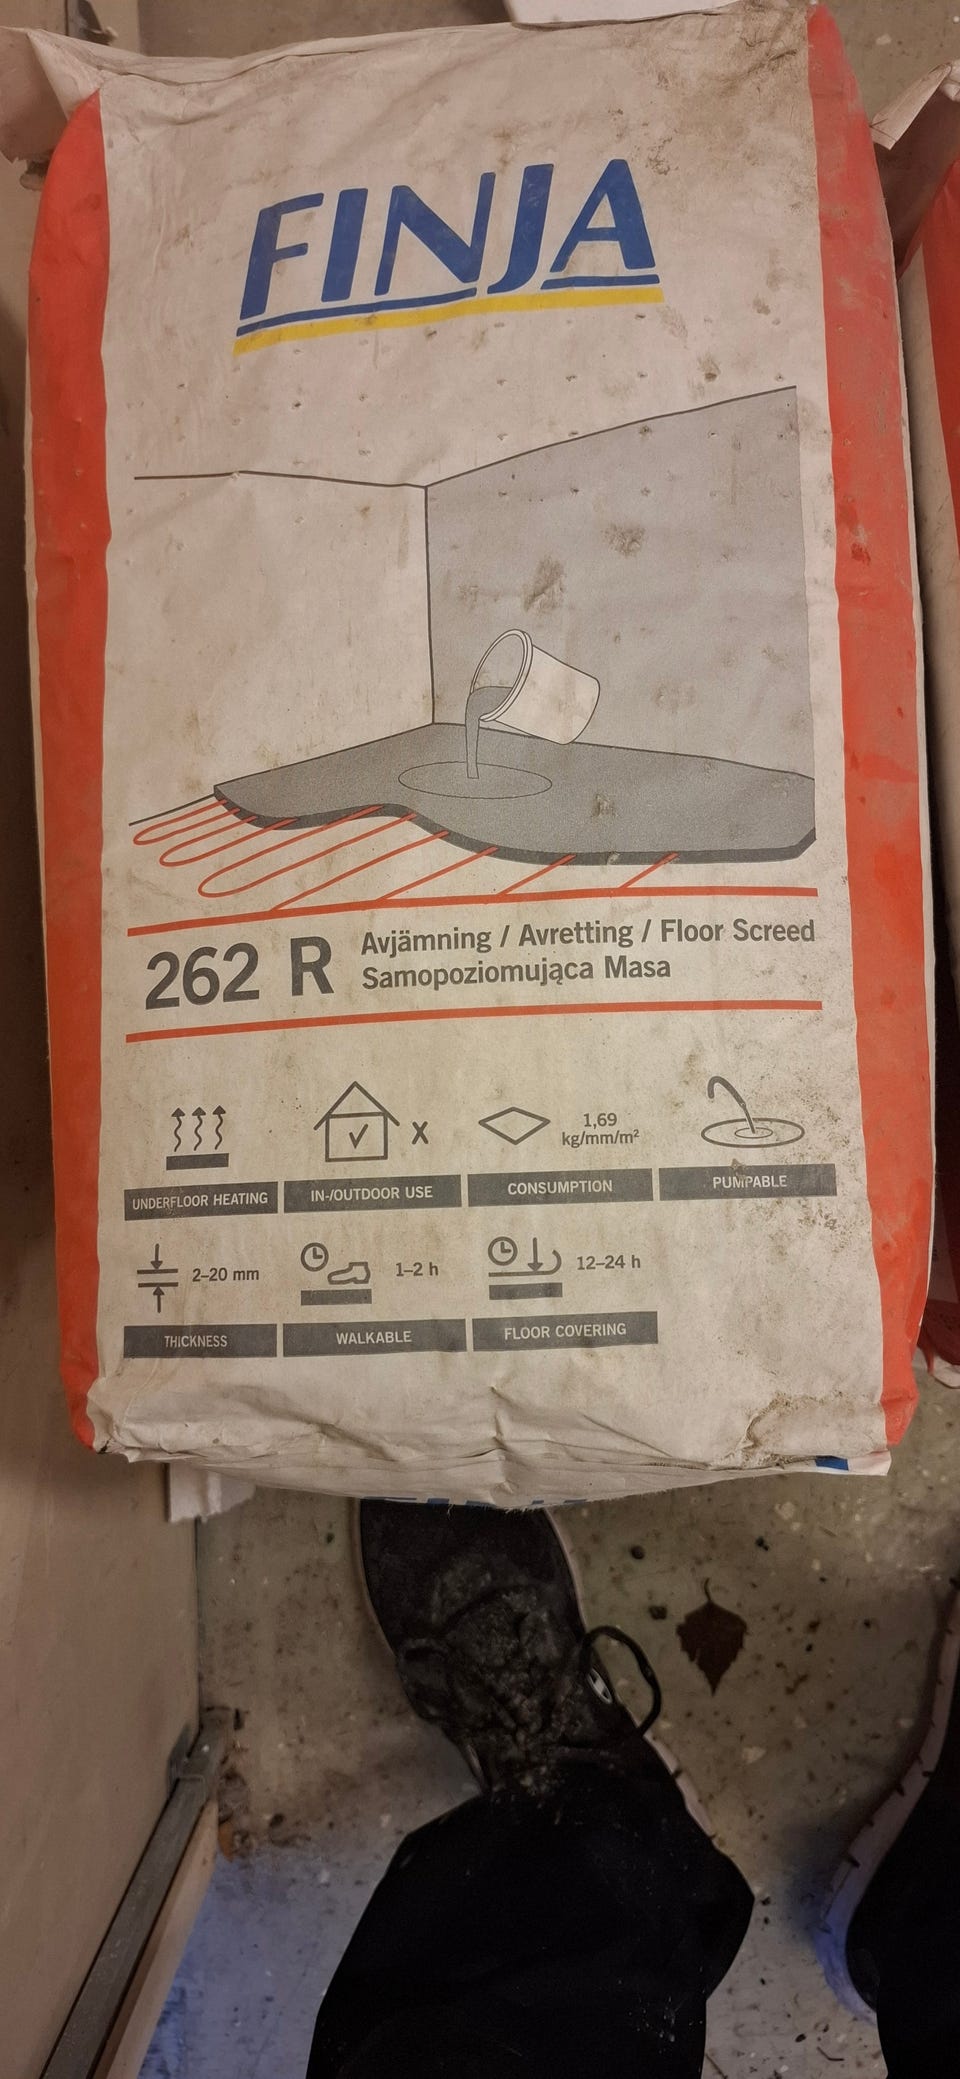 FINJA
262 R
Avjämning / Avretting / Floor Screed
Samopoziomująca Masa
X
1,69
kg/mm/m²
UNDERFLOOR HEATING
IN-/OUTDOOR USE
CONSUMPTION
PUMPABLE
2–20 mm
1–2 h
12–24 h
THICKNESS
WALKABLE
FLOOR COVERING